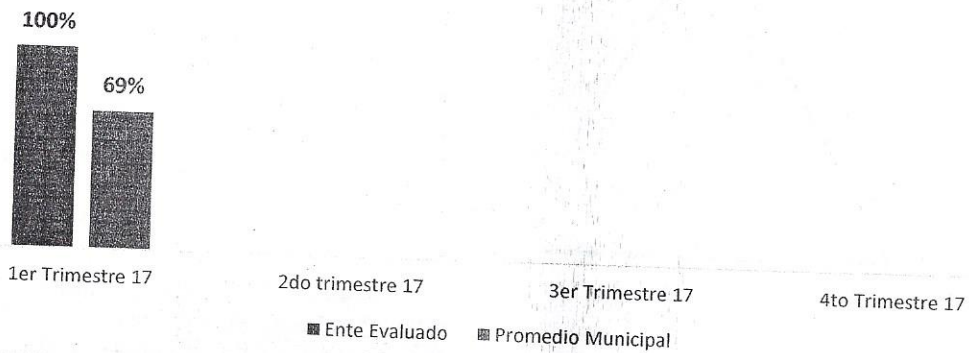 100%
69%
1er Trimestre 17 2do trimestre 17 3er Trimestre 17 4to Trimestre 17
Ente Evaluado Promedio Municipal